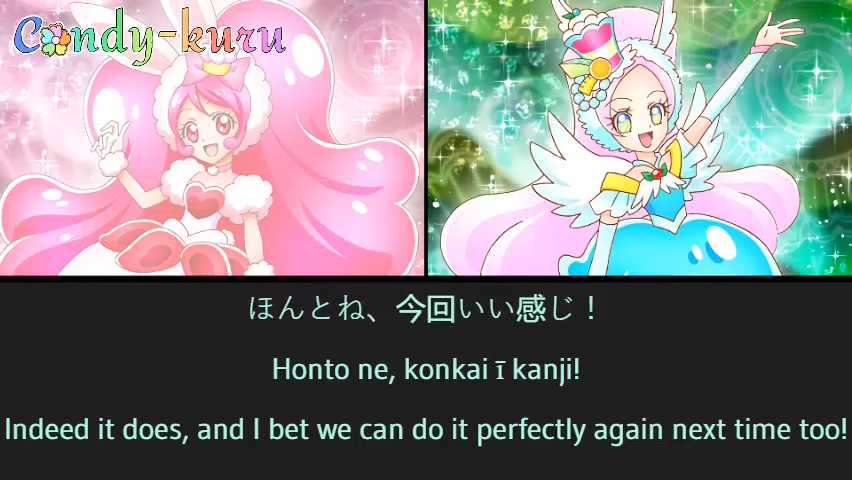 Candy-kuru
ほんとね、今回いい感じ！
Honto ne, konkai ī kanji!
Indeed it does, and I bet we can do it perfectly again next time too!